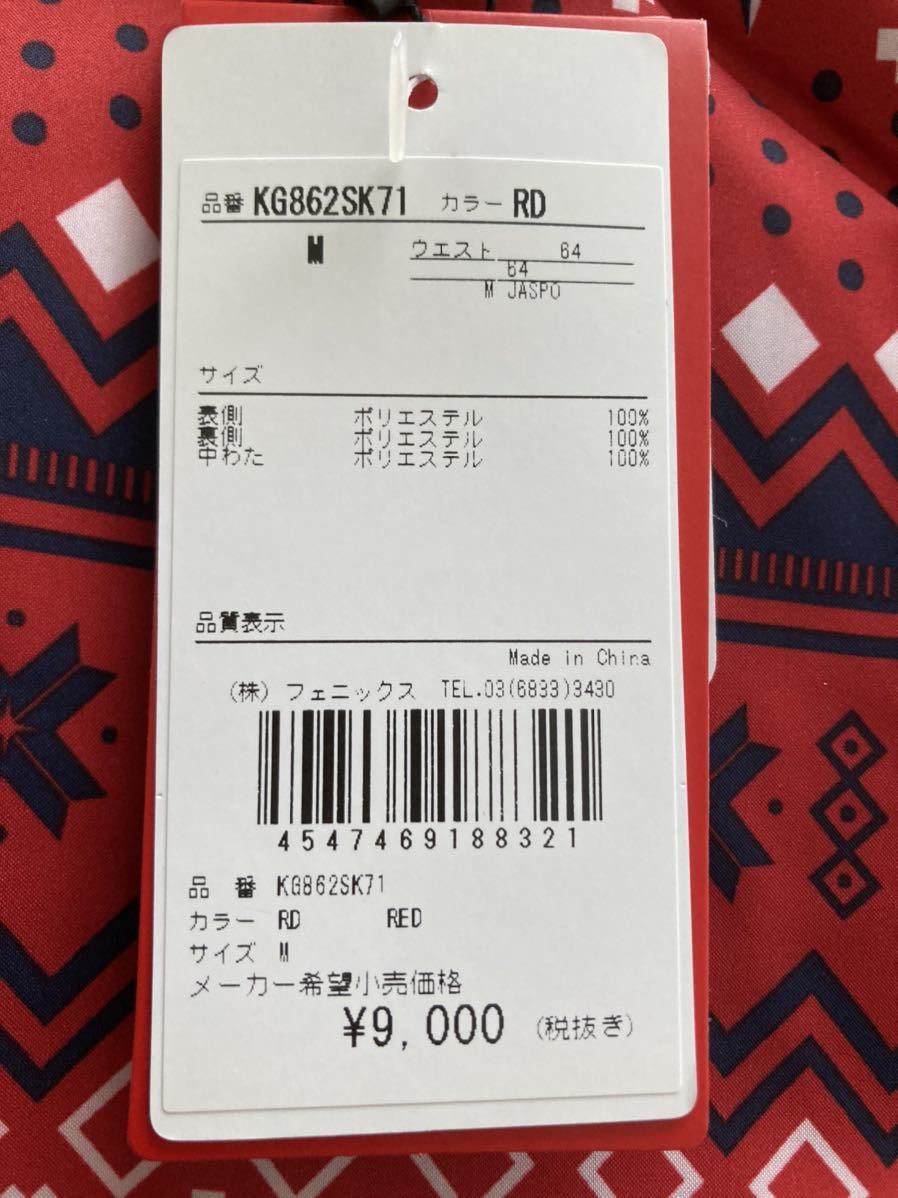 品番 KG862SK71 カラー RD
M ウエスト 64
64
M JASPO
サイズ
表側 ポリエステル 100%
裏側 ポリエステル 100%
中わた ポリエステル 100%
品質表示
Made in China
(株) フェニックス TEL.03(6833)3430
4547469188321
品 番 KG862SK71
カラー RD RED
サイズ M
メーカー希望小売価格
¥9,000 (税抜き)